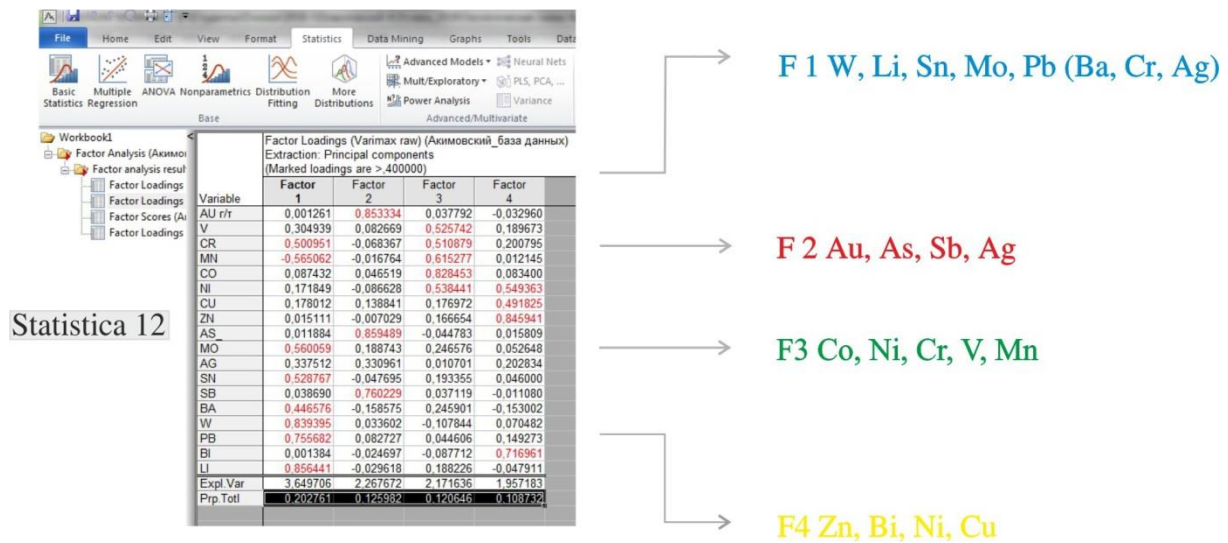 File Home Edit View Format Statistics Data Mining Graphs Tools Data
Basic Statistics
Multiple Regression
ANOVA
Nonparametrics
Distribution Fitting
More Distributions
Advanced Models
Mult/Exploratory
Power Analysis
Neural Nets
PLS, PCA, ...
Variance
Base
Advanced/Multivariate
Workbook1
Factor Analysis (Акимо
Factor analysis result
Factor Loadings
Factor Loadings
Factor Scores (A
Factor Loadings
Factor Loadings (Varimax raw) (Акимовский_база данных)
Extraction: Principal components
(Marked loadings are >,400000)
Variable Factor 1 Factor 2 Factor 3 Factor 4
AU г/т 0,001261 0,853334 0,037792 -0,032960
V 0,304939 0,082669 0,525742 0,189673
CR 0,500951 -0,068367 0,510879 0,200795
MN -0,565062 -0,016764 0,615277 0,012145
CO 0,087432 0,046519 0,828453 0,083400
NI 0,171849 -0,086628 0,538441 0,549363
CU 0,178012 0,138841 0,176972 0,491825
ZN 0,015111 -0,007029 0,166654 0,845941
AS_ 0,011884 0,859489 -0,044783 0,015809
MO 0,560059 0,188743 0,246576 0,052648
AG 0,337512 0,330961 0,010701 0,202834
SN 0,528767 -0,047695 0,193355 0,046000
SB 0,038690 0,760229 0,037119 -0,011080
BA 0,446576 -0,158575 0,245901 -0,153002
W 0,839395 0,033602 -0,107844 0,070482
PB 0,755682 0,082727 0,044606 0,149273
BI 0,001384 -0,024697 -0,087712 0,716961
LI 0,856441 -0,029618 0,188226 -0,047911
Expl.Var 3,649706 2,267672 2,171636 1,957183
Prp.Totl 0,202761 0,125982 0,120646 0,108732
Statistica 12
F 1 W, Li, Sn, Mo, Pb (Ba, Cr, Ag)
F 2 Au, As, Sb, Ag
F3 Co, Ni, Cr, V, Mn
F4 Zn, Bi, Ni, Cu